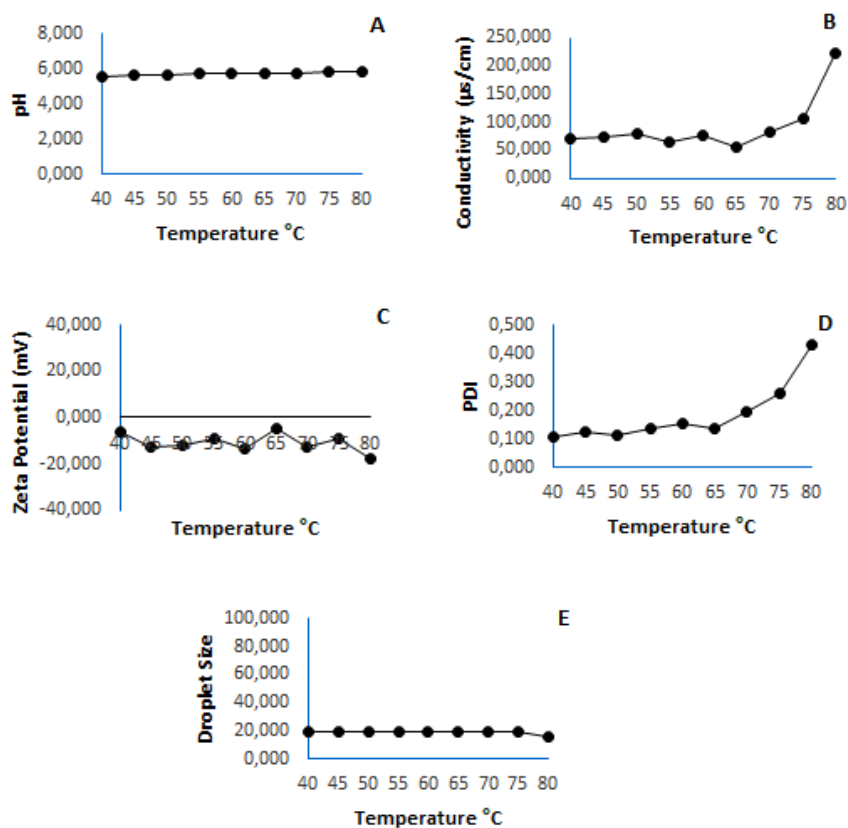 A
pH
8,000
6,000
4,000
2,000
0,000
40 45 50 55 60 65 70 75 80
Temperature °C
B
Conductivity (µs/cm)
250,000
200,000
150,000
100,000
50,000
0,000
40 45 50 55 60 65 70 75 80
Temperature °C
C
Zeta Potential (mV)
40,000
20,000
0,000
-20,000
-40,000
40 45 50 55 60 65 70 75 80
Temperature °C
D
PDI
0,500
0,400
0,300
0,200
0,100
0,000
40 45 50 55 60 65 70 75 80
Temperature °C
E
Droplet Size
100,000
80,000
60,000
40,000
20,000
0,000
40 45 50 55 60 65 70 75 80
Temperature °C